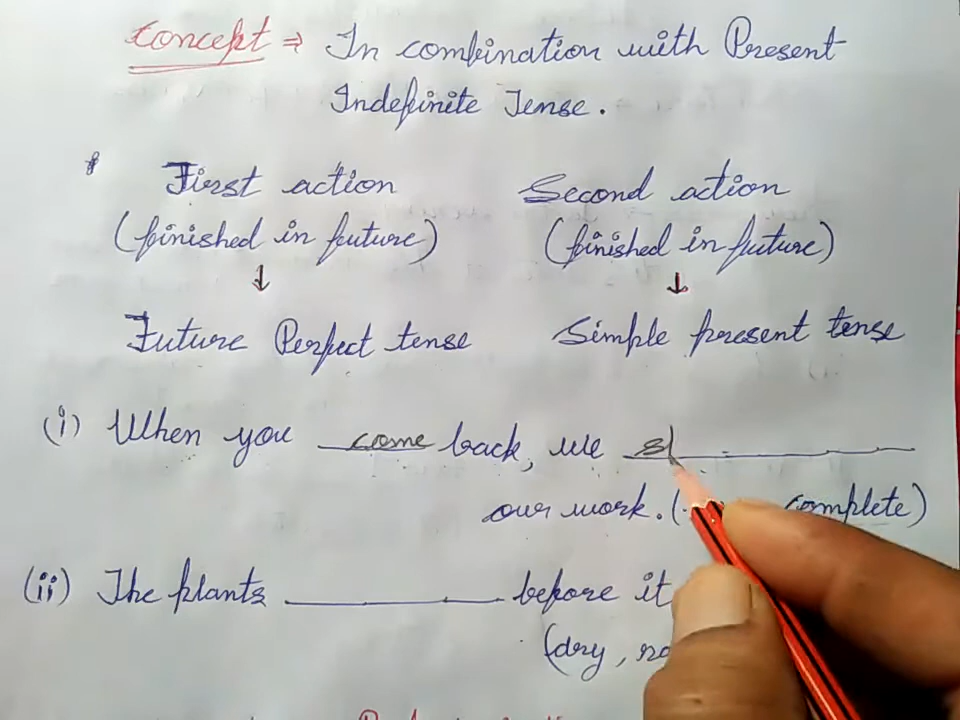 Concept ⇒ In combination with Present
Indefinite Tense.
First action Second action
(finished in future) (finished in future)
↓ ↓
Future Perfect tense Simple present tense
(i) When you come back, we
our work. ( complete)
(ii) The plants ________ before it
(dry,